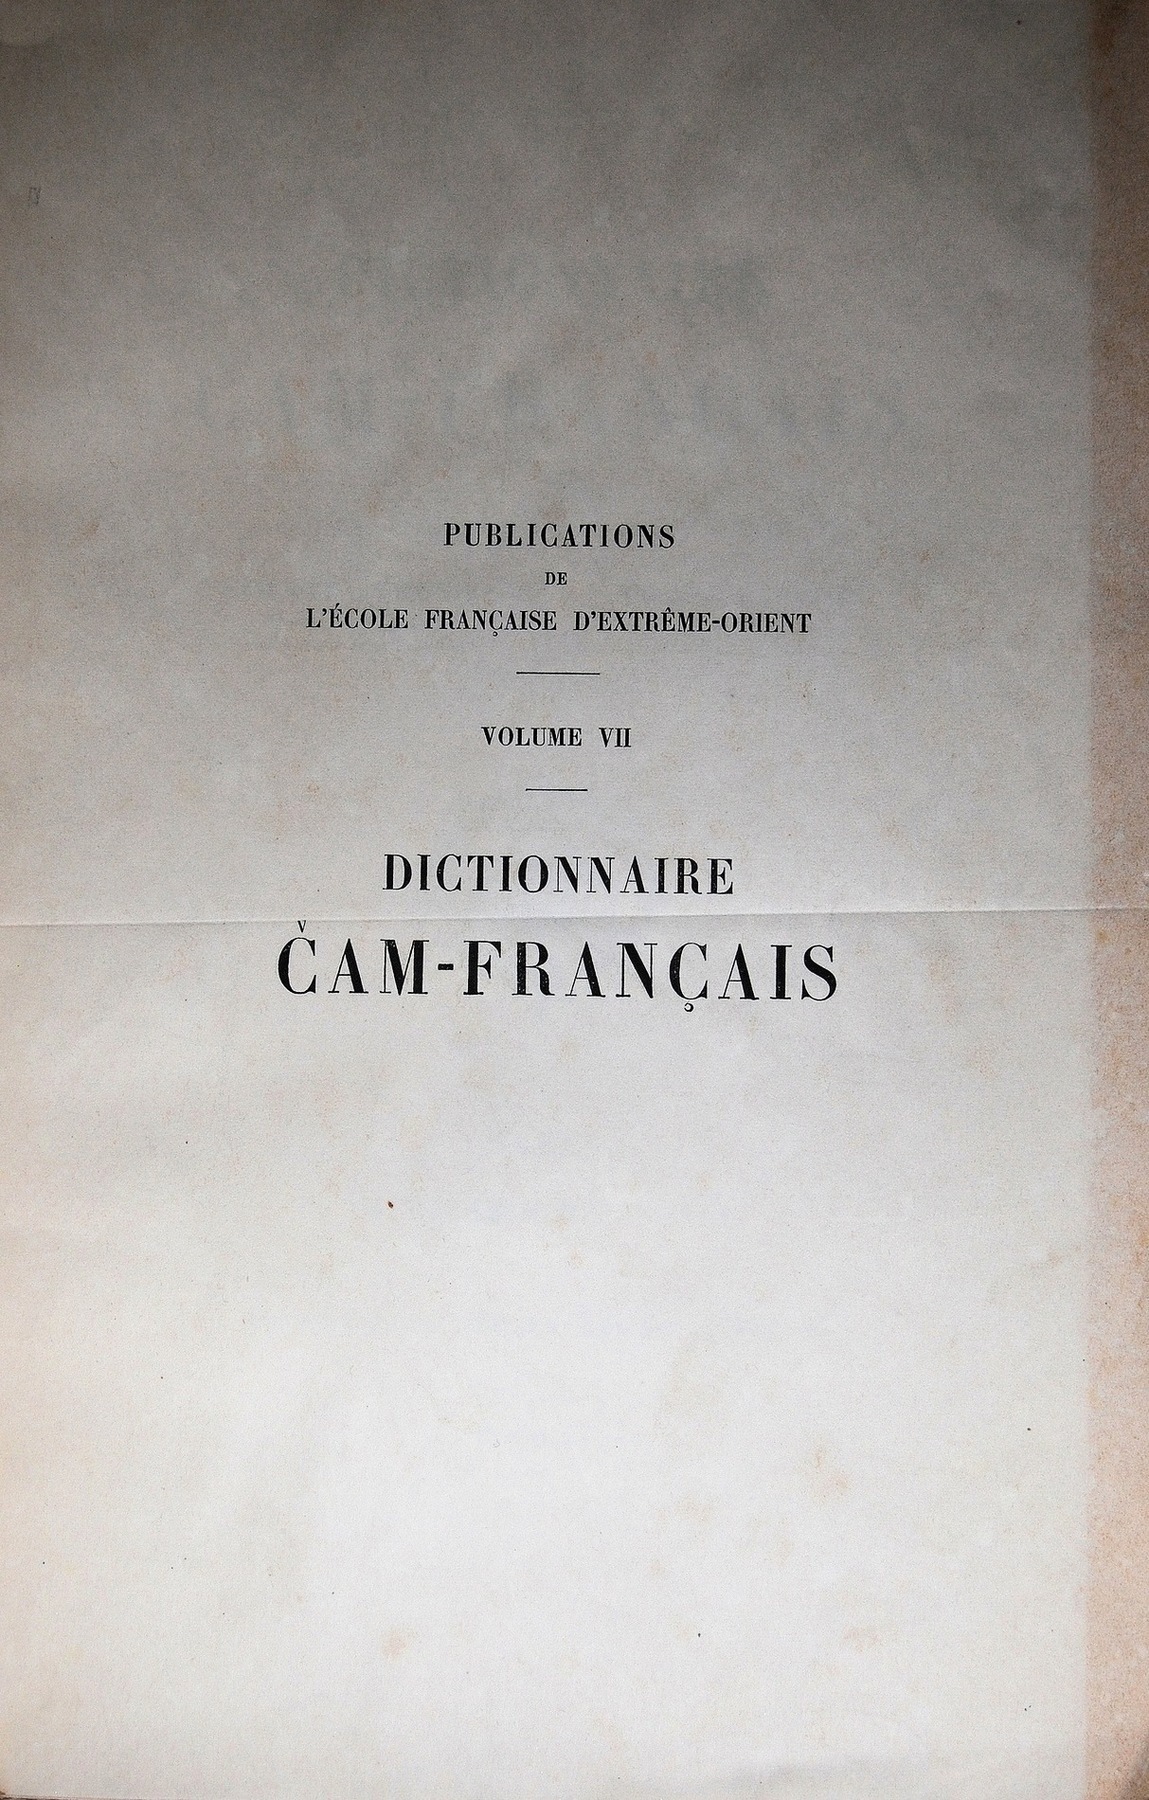 PUBLICATIONS
DE
L'ÉCOLE FRANÇAISE D'EXTRÊME-ORIENT
VOLUME VII
DICTIONNAIRE
ČAM-FRANÇAIS